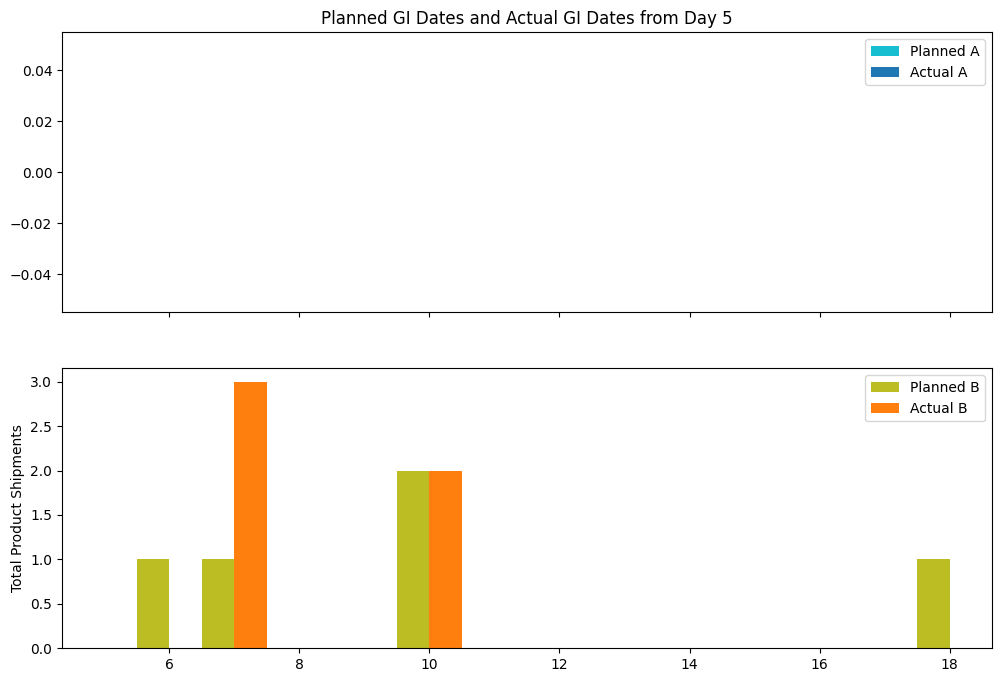 Planned GI Dates and Actual GI Dates from Day 5
Planned A
Actual A
0.04
0.02
0.00
−0.02
−0.04
Planned B
Actual B
Total Product Shipments
3.0
2.5
2.0
1.5
1.0
0.5
0.0
6 8 10 12 14 16 18